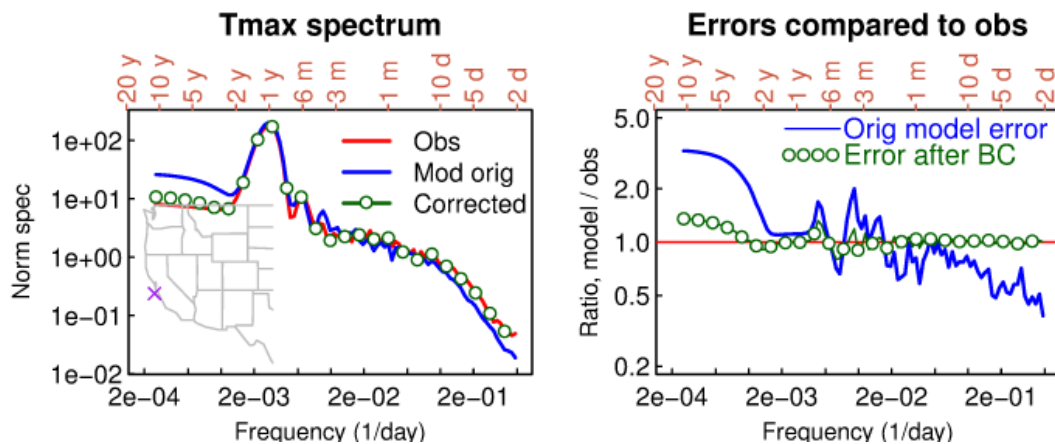 Tmax spectrum
20 y
10 y
5 y
2 y
1 y
6 m
3 m
1 m
10 d
5 d
2 d
Norm spec
1e+02
1e+01
1e+00
1e−01
1e−02
Obs
Mod orig
Corrected
2e−04
2e−03
2e−02
2e−01
Frequency (1/day)
Errors compared to obs
20 y
10 y
5 y
2 y
1 y
6 m
3 m
1 m
10 d
5 d
2 d
Ratio, model / obs
5.0
2.0
1.0
0.5
0.2
Orig model error
Error after BC
2e−04
2e−03
2e−02
2e−01
Frequency (1/day)